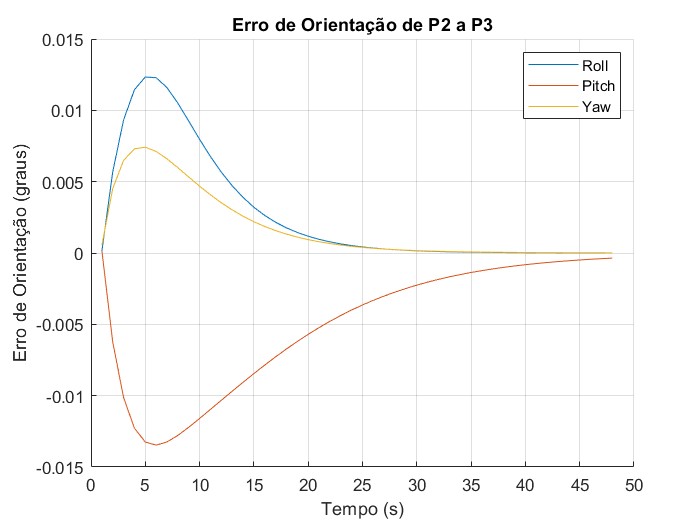 Erro de Orientação de P2 a P3
Roll
Pitch
Yaw
0.015
0.01
0.005
0
-0.005
-0.01
-0.015
Erro de Orientação (graus)
0 5 10 15 20 25 30 35 40 45 50
Tempo (s)